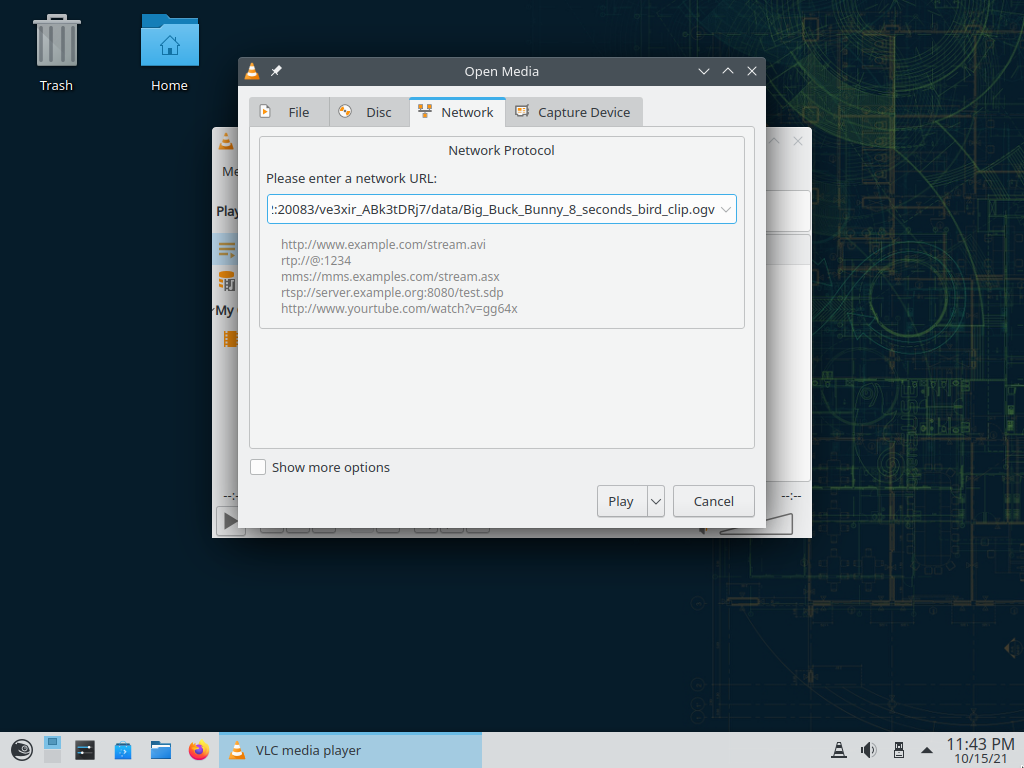 Trash
Home
Open Media
File
Disc
Network
Capture Device
Network Protocol
Please enter a network URL:
:20083/ve3xir_ABk3tDRj7/data/Big_Buck_Bunny_8_seconds_bird_clip.ogv
http://www.example.com/stream.avi
rtp://@:1234
mms://mms.examples.com/stream.asx
rtsp://server.example.org:8080/test.sdp
http://www.yourtube.com/watch?v=gg64x
Show more options
Play
Cancel
Me
Play
My
--:-
--:--
VLC media player
11:43 PM
10/15/21